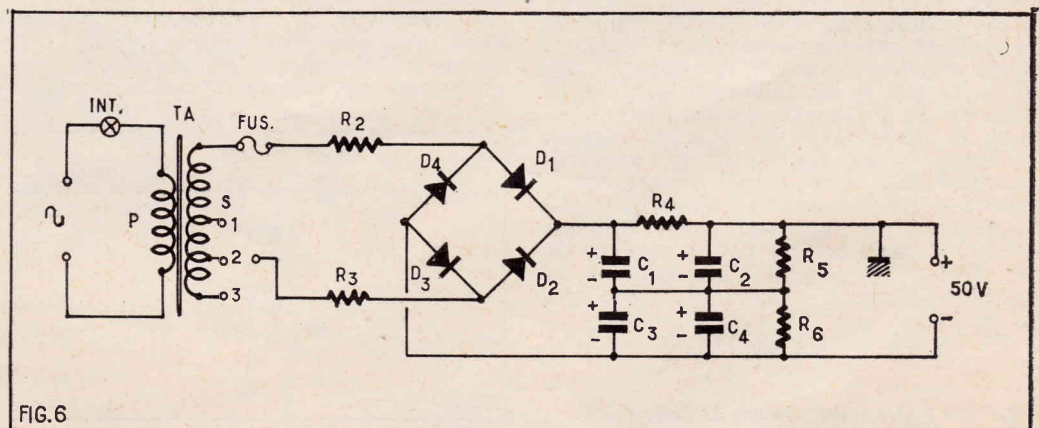 INT.
TA
FUS.
R2
D4
D1
P
S
1
2
3
R3
D3
D2
R4
+
-
C1
+
-
C2
R5
+
-
C3
+
-
C4
R6
+
50V
-
FIG.6